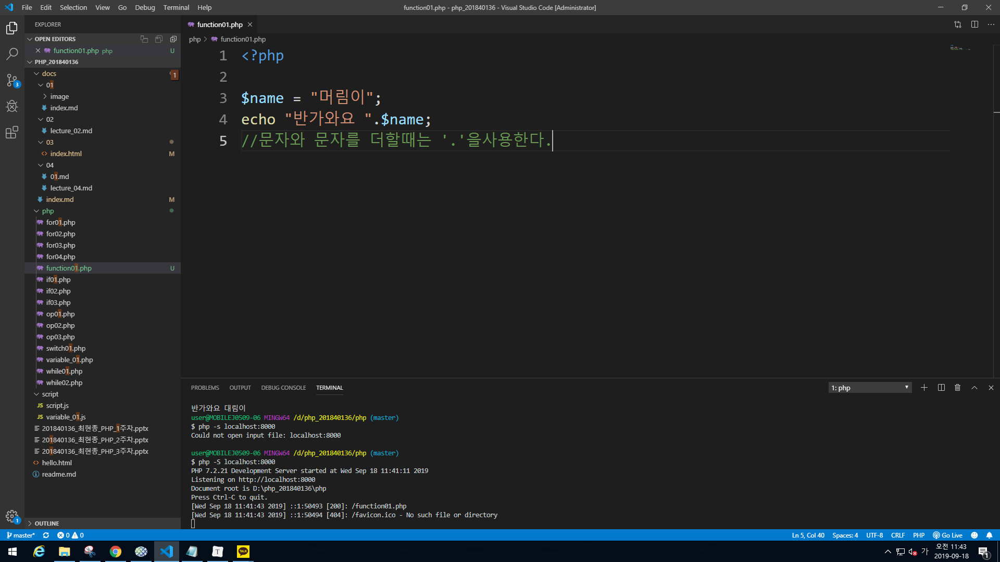 File Edit Selection View Go Debug Terminal Help
function01.php - php_201840136 - Visual Studio Code [Administrator]
EXPLORER
OPEN EDITORS
function01.php php U
PHP_201840136
docs
1
01
image
index.md
02
lecture_02.md
03
index.html M
04
01.md
lecture_04.md
index.md M
php
for01.php
for02.php
for03.php
for04.php
function01.php U
if01.php
if02.php
if03.php
op01.php
op02.php
op03.php
switch01.php
variable_01.php
while01.php
while02.php
script
JS script.js
JS variable_01.js
201840136_최현종_PHP_1주차.pptx
201840136_최현종_PHP_2주차.pptx
201840136_최현종_PHP_3주차.pptx
hello.html
readme.md
OUTLINE
3
1
function01.php
php > function01.php
1 <?php
2
3 $name = "머림이";
4 echo "반가와요 ".$name;
5 //문자와 문자를 더할때는 '.'을사용한다.
PROBLEMS OUTPUT DEBUG CONSOLE TERMINAL
1: php
반가와요 대림이
user@MOBILEJ0509-06 MINGW64 /d/php_201840136/php (master)
$ php -s localhost:8000
Could not open input file: localhost:8000
user@MOBILEJ0509-06 MINGW64 /d/php_201840136/php (master)
$ php -S localhost:8000
PHP 7.2.21 Development Server started at Wed Sep 18 11:41:11 2019
Listening on http://localhost:8000
Document root is D:\php_201840136\php
Press Ctrl-C to quit.
[Wed Sep 18 11:41:43 2019] ::1:50493 [200]: /function01.php
[Wed Sep 18 11:41:43 2019] ::1:50494 [404]: /favicon.ico - No such file or directory
master* 0 0
Ln 5, Col 40 Spaces: 4 UTF-8 CRLF PHP Go Live
T
TALK
가
오전 11:43
2019-09-18
1